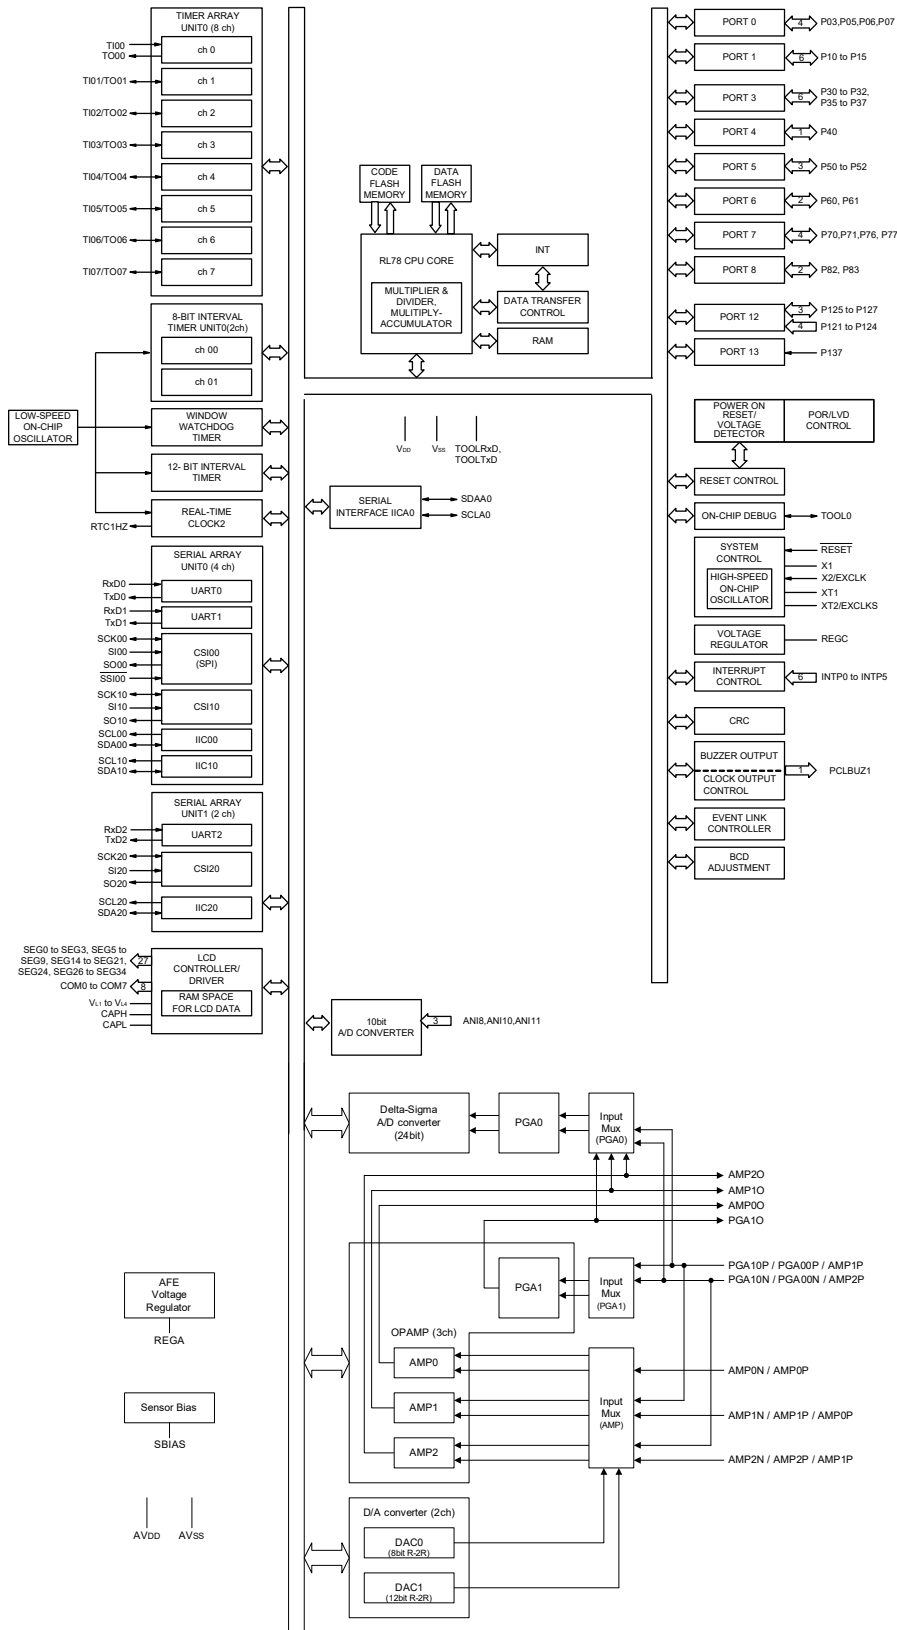 TIMER ARRAY
UNIT0 (8 ch)
TI00
TO00
ch 0
TI01/TO01
ch 1
TI02/TO02
ch 2
TI03/TO03
ch 3
TI04/TO04
ch 4
TI05/TO05
ch 5
TI06/TO06
ch 6
TI07/TO07
ch 7
8-BIT INTERVAL
TIMER UNIT0(2ch)
ch 00
ch 01
LOW-SPEED
ON-CHIP
OSCILLATOR
WINDOW
WATCHDOG
TIMER
12- BIT INTERVAL
TIMER
RTC1HZ
REAL-TIME
CLOCK2
SERIAL ARRAY
UNIT0 (4 ch)
RxD0
TxD0
UART0
RxD1
TxD1
UART1
SCK00
SI00
SO00
SSI00
CSI00
(SPI)
SCK10
SI10
SO10
CSI10
SCL00
SDA00
IIC00
SCL10
SDA10
IIC10
SERIAL ARRAY
UNIT1 (2 ch)
RxD2
TxD2
UART2
SCK20
SI20
SO20
CSI20
SCL20
SDA20
IIC20
SEG0 to SEG3, SEG5 to
SEG9, SEG14 to SEG21,
SEG24, SEG26 to SEG34
27
COM0 to COM7
8
VL1 to VL4
CAPH
CAPL
LCD
CONTROLLER/
DRIVER
RAM SPACE
FOR LCD DATA
CODE
FLASH
MEMORY
DATA
FLASH
MEMORY
RL78 CPU CORE
MULTIPLIER &
DIVIDER,
MULITIPLY-
ACCUMULATOR
INT
DATA TRANSFER
CONTROL
RAM
VDD
VSS
TOOLRxD,
TOOLTxD
SERIAL
INTERFACE IICA0
SDAA0
SCLA0
10bit
A/D CONVERTER
3
ANI8,ANI10,ANI11
PORT 0
4
P03,P05,P06,P07
PORT 1
6
P10 to P15
PORT 3
6
P30 to P32,
P35 to P37
PORT 4
1
P40
PORT 5
3
P50 to P52
PORT 6
2
P60, P61
PORT 7
4
P70,P71,P76, P77
PORT 8
2
P82, P83
PORT 12
3
P125 to P127
4
P121 to P124
PORT 13
P137
POWER ON
RESET/
VOLTAGE
DETECTOR
POR/LVD
CONTROL
RESET CONTROL
ON-CHIP DEBUG
TOOL0
SYSTEM
CONTROL
HIGH-SPEED
ON-CHIP
OSCILLATOR
RESET
X1
X2/EXCLK
XT1
XT2/EXCLKS
VOLTAGE
REGULATOR
REGC
INTERRUPT
CONTROL
6
INTP0 to INTP5
CRC
BUZZER OUTPUT
CLOCK OUTPUT
CONTROL
1
PCLBUZ1
EVENT LINK
CONTROLLER
BCD
ADJUSTMENT
Delta-Sigma
A/D converter
(24bit)
PGA0
Input
Mux
(PGA0)
AMP2O
AMP1O
AMP0O
PGA1O
PGA1
Input
Mux
(PGA1)
PGA10P / PGA00P / AMP1P
PGA10N / PGA00N / AMP2P
OPAMP (3ch)
AMP0
AMP1
AMP2
Input
Mux
(AMP)
AMP0N / AMP0P
AMP1N / AMP1P / AMP0P
AMP2N / AMP2P / AMP1P
D/A converter (2ch)
DAC0
(8bit R-2R)
DAC1
(12bit R-2R)
AFE
Voltage
Regulator
REGA
Sensor Bias
SBIAS
AVDD
AVSS